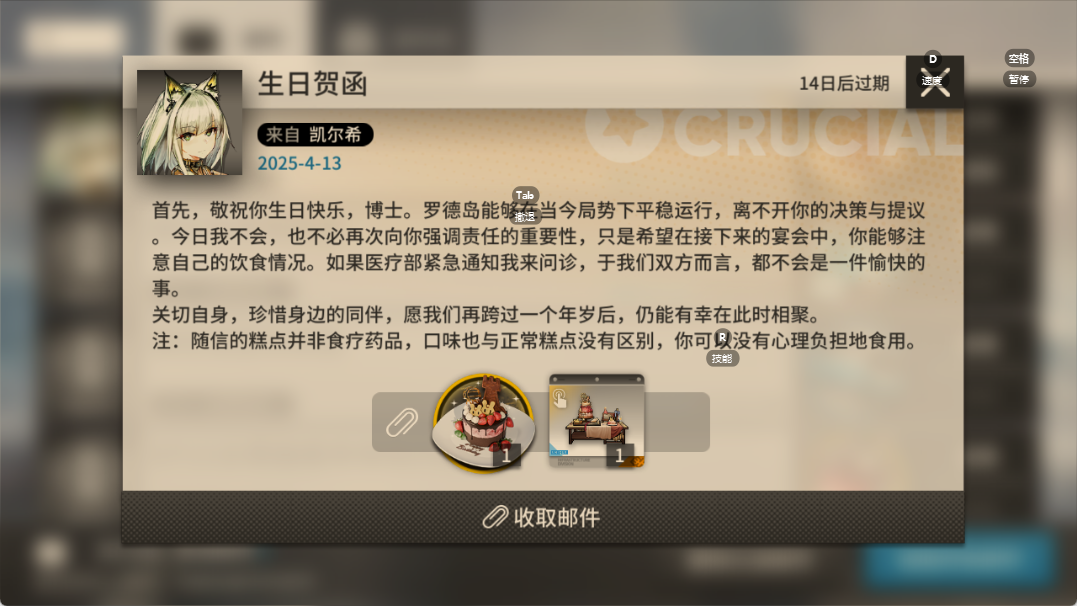 生日贺函
14日后过期
D
速度
空格
暂停
来自 凯尔希
CRUCIAL
2025-4-13
Tab
撤退
首先，敬祝你生日快乐，博士。罗德岛能够在当今局势下平稳运行，离不开你的决策与提议
。今日我不会，也不必再次向你强调责任的重要性，只是希望在接下来的宴会中，你能够注
意自己的饮食情况。如果医疗部紧急通知我来问诊，于我们双方而言，都不会是一件愉快的
事。
关切自身，珍惜身边的同伴，愿我们再跨过一个年岁后，仍能有幸在此时相聚。
注：随信的糕点并非食疗药品，口味也与正常糕点没有区别，你可以没有心理负担地食用。
R
技能
1
1
收取邮件